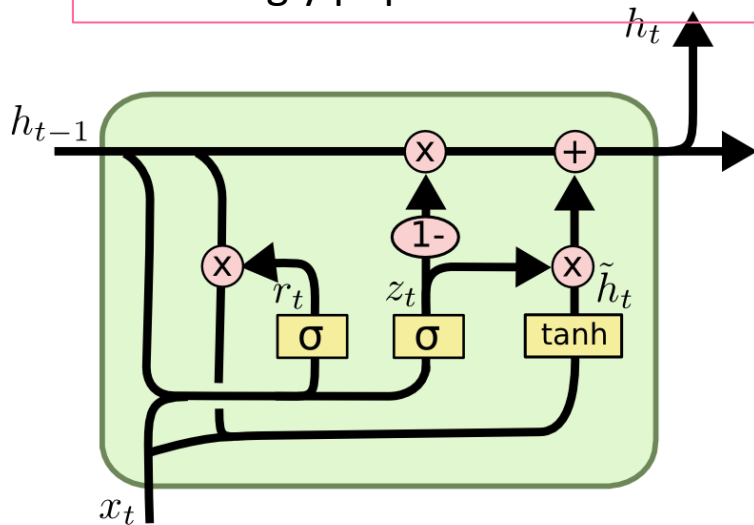 h_t
h_{t-1}
x
+
1-
x
r_t
z_t
x
h̃_t
σ
σ
tanh
x_t